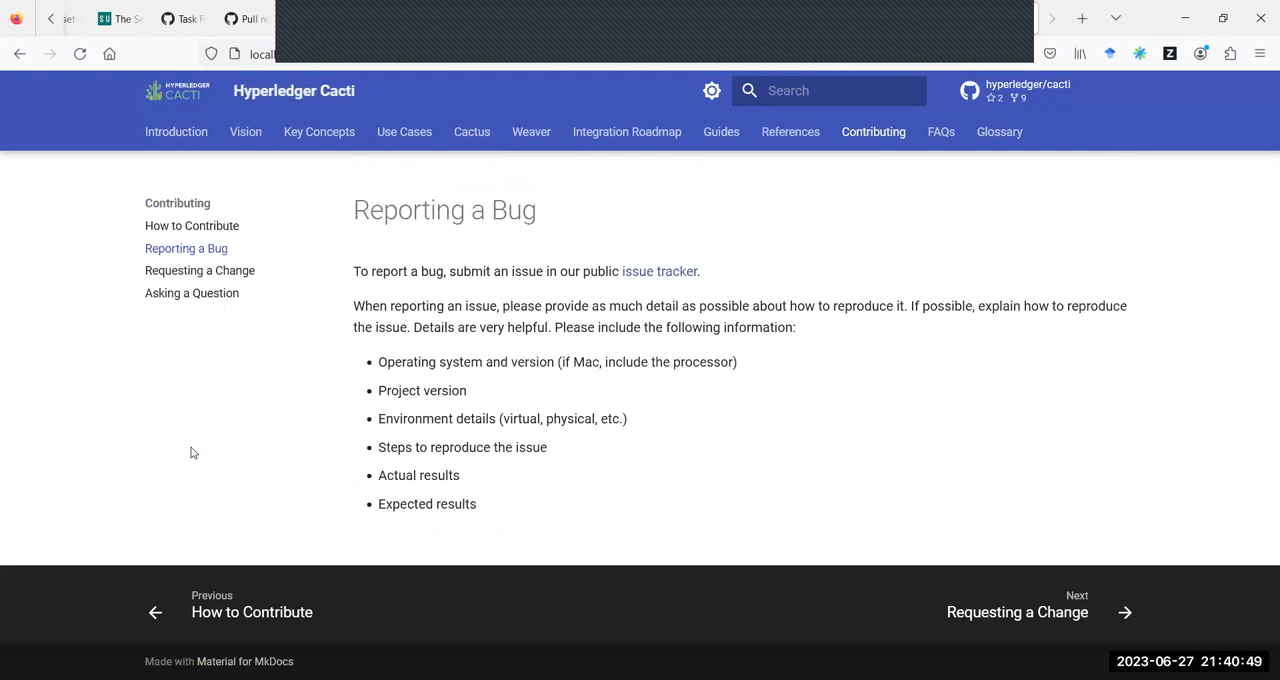 set
The S
Task F
Pull re
local
HYPERLEDGER
CACTI
Hyperledger Cacti
Search
hyperledger/cacti
2 9
Introduction Vision Key Concepts Use Cases Cactus Weaver Integration Roadmap Guides References Contributing FAQs Glossary
Contributing
How to Contribute
Reporting a Bug
Requesting a Change
Asking a Question
Reporting a Bug
To report a bug, submit an issue in our public issue tracker.
When reporting an issue, please provide as much detail as possible about how to reproduce it. If possible, explain how to reproduce
the issue. Details are very helpful. Please include the following information:
• Operating system and version (if Mac, include the processor)
• Project version
• Environment details (virtual, physical, etc.)
• Steps to reproduce the issue
• Actual results
• Expected results
Previous
How to Contribute
Next
Requesting a Change
Made with Material for MkDocs
2023-06-27 21:40:49